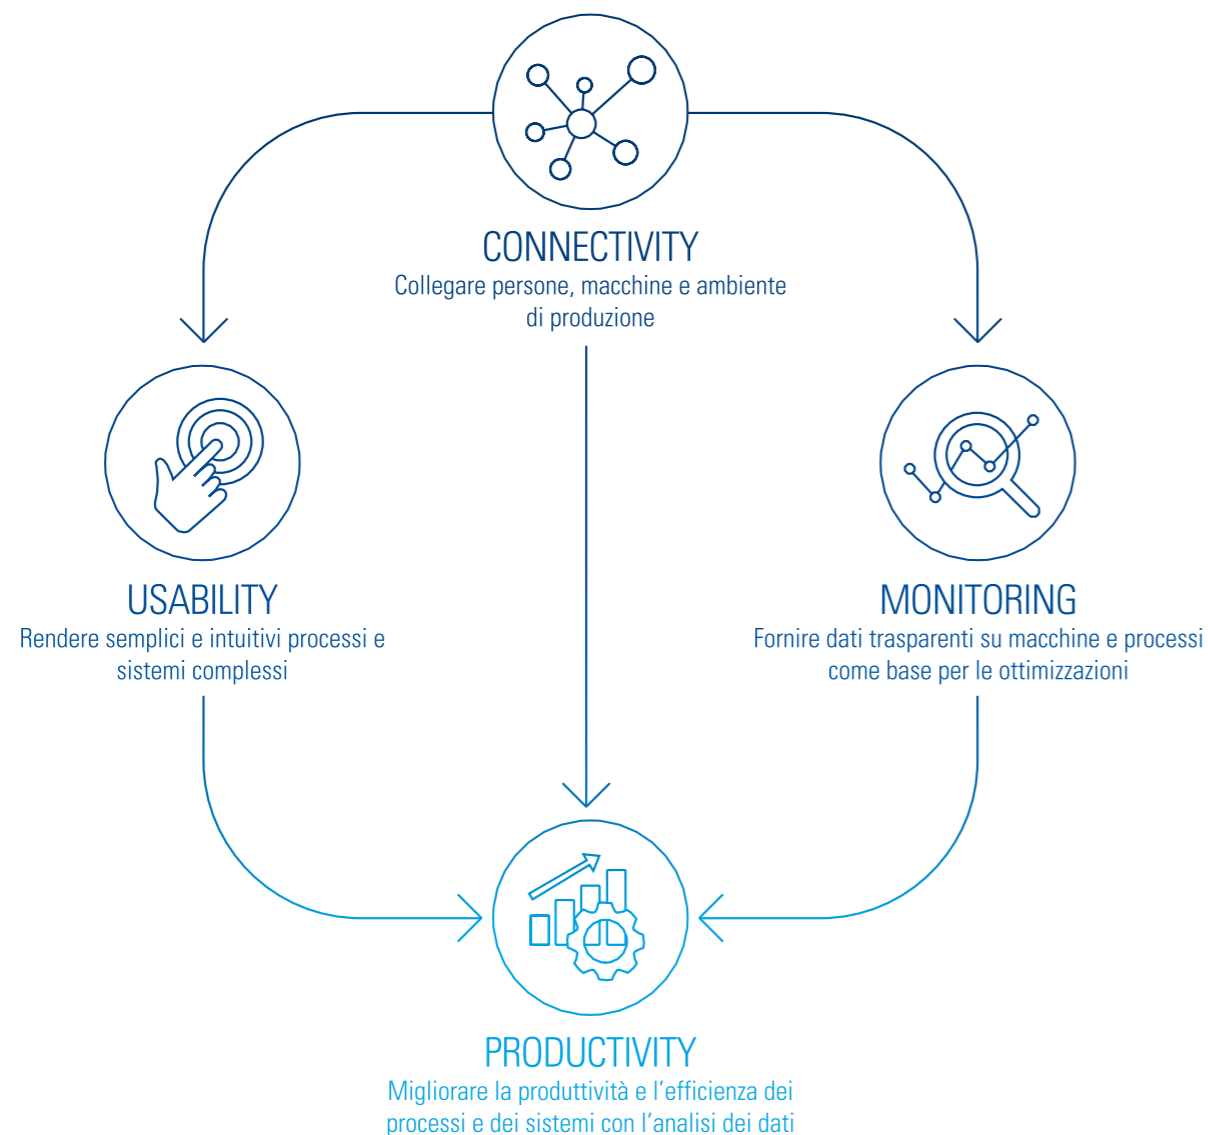 CONNECTIVITY
Collegare persone, macchine e ambiente
di produzione
USABILITY
Rendere semplici e intuitivi processi e
sistemi complessi
MONITORING
Fornire dati trasparenti su macchine e processi
come base per le ottimizzazioni
PRODUCTIVITY
Migliorare la produttività e l’efficienza dei
processi e dei sistemi con l’analisi dei dati